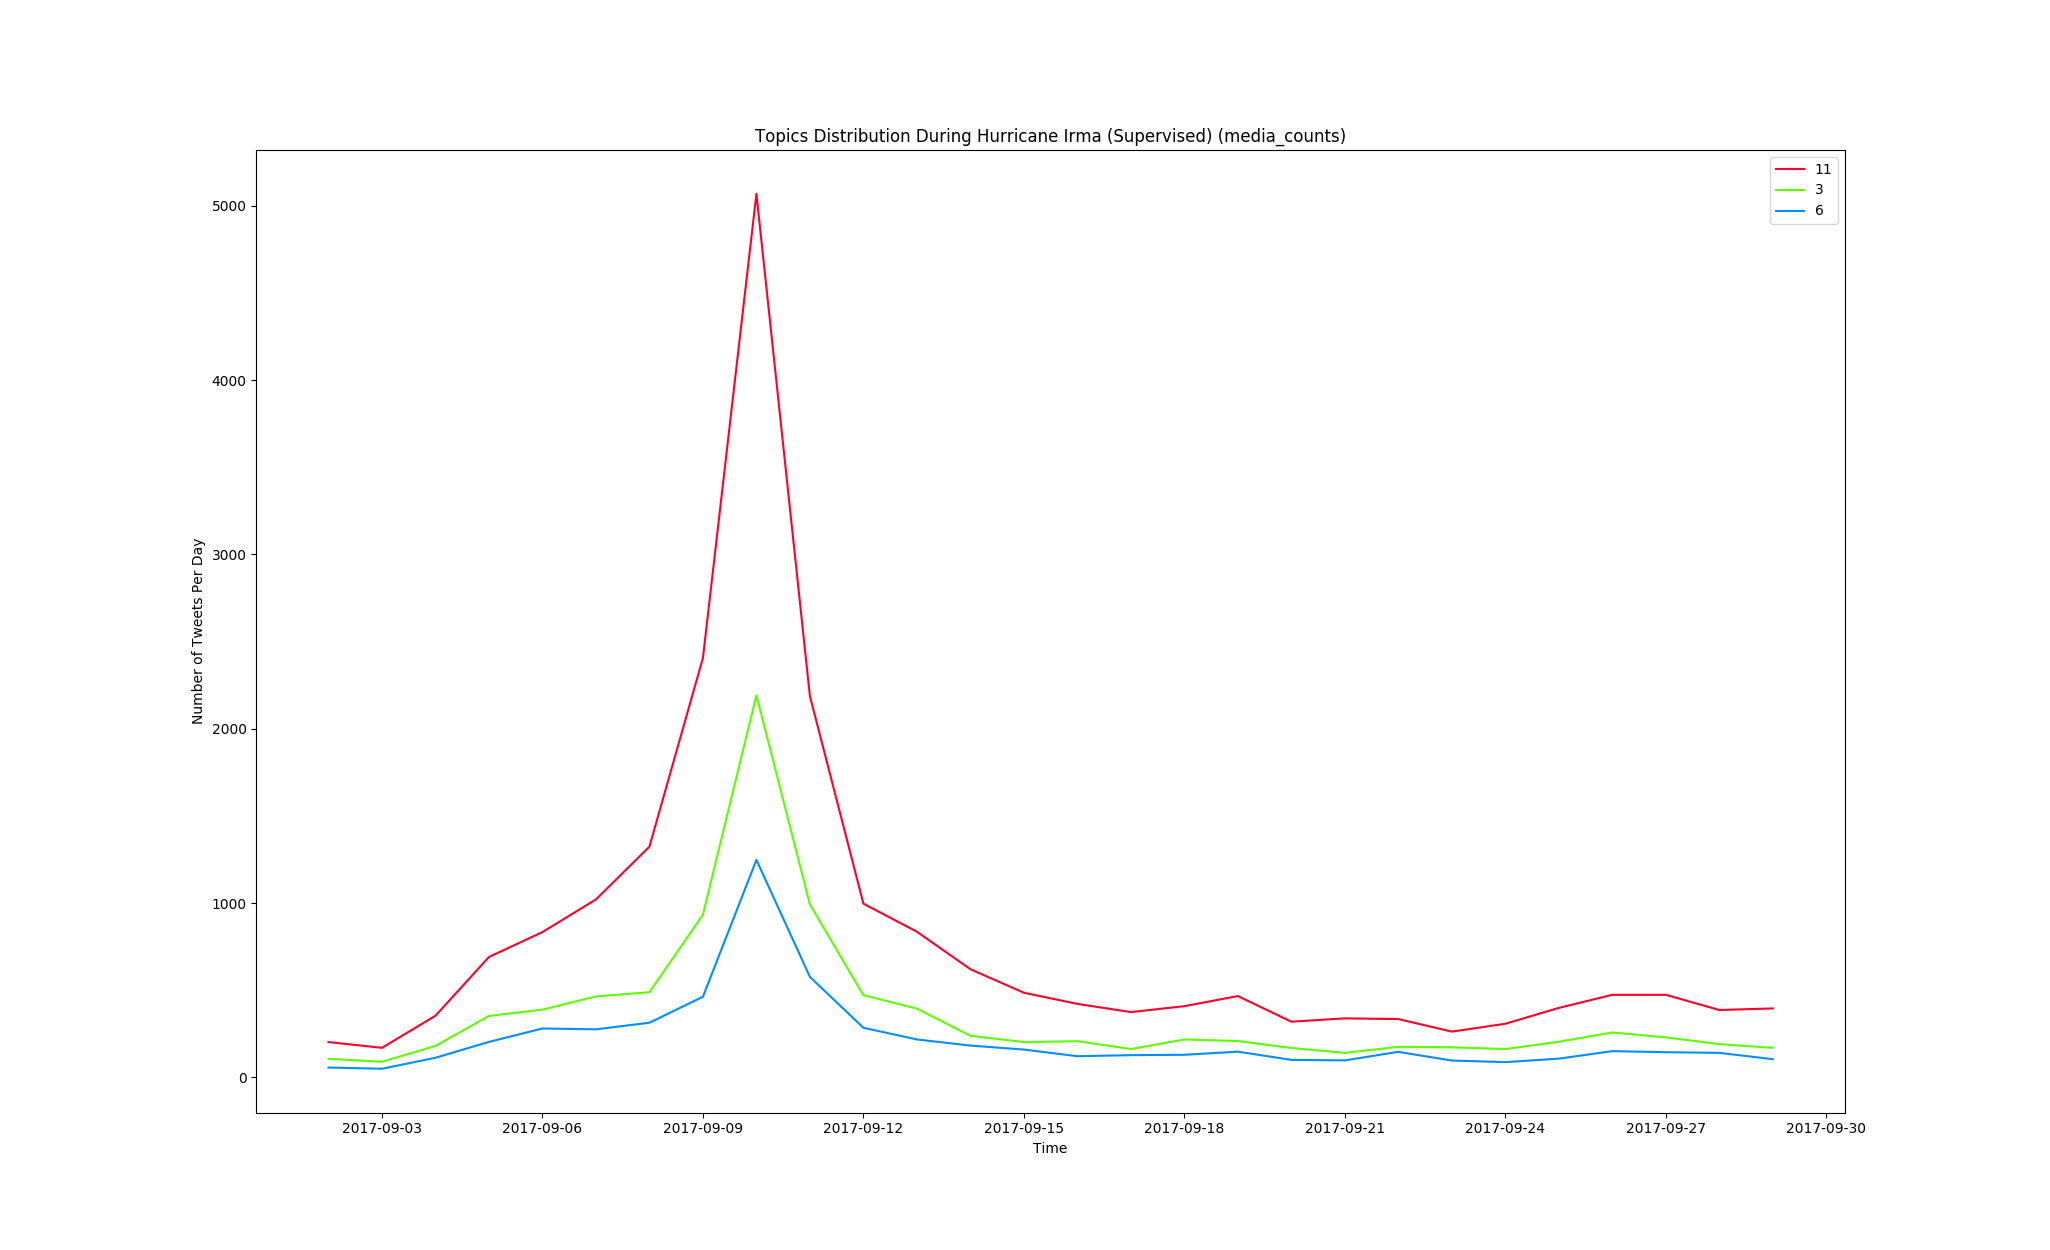 Topics Distribution During Hurricane Irma (Supervised) (media_counts)
11
3
6
5000
4000
3000
2000
1000
0
Number of Tweets Per Day
2017-09-03 2017-09-06 2017-09-09 2017-09-12 2017-09-15 2017-09-18 2017-09-21 2017-09-24 2017-09-27 2017-09-30
Time